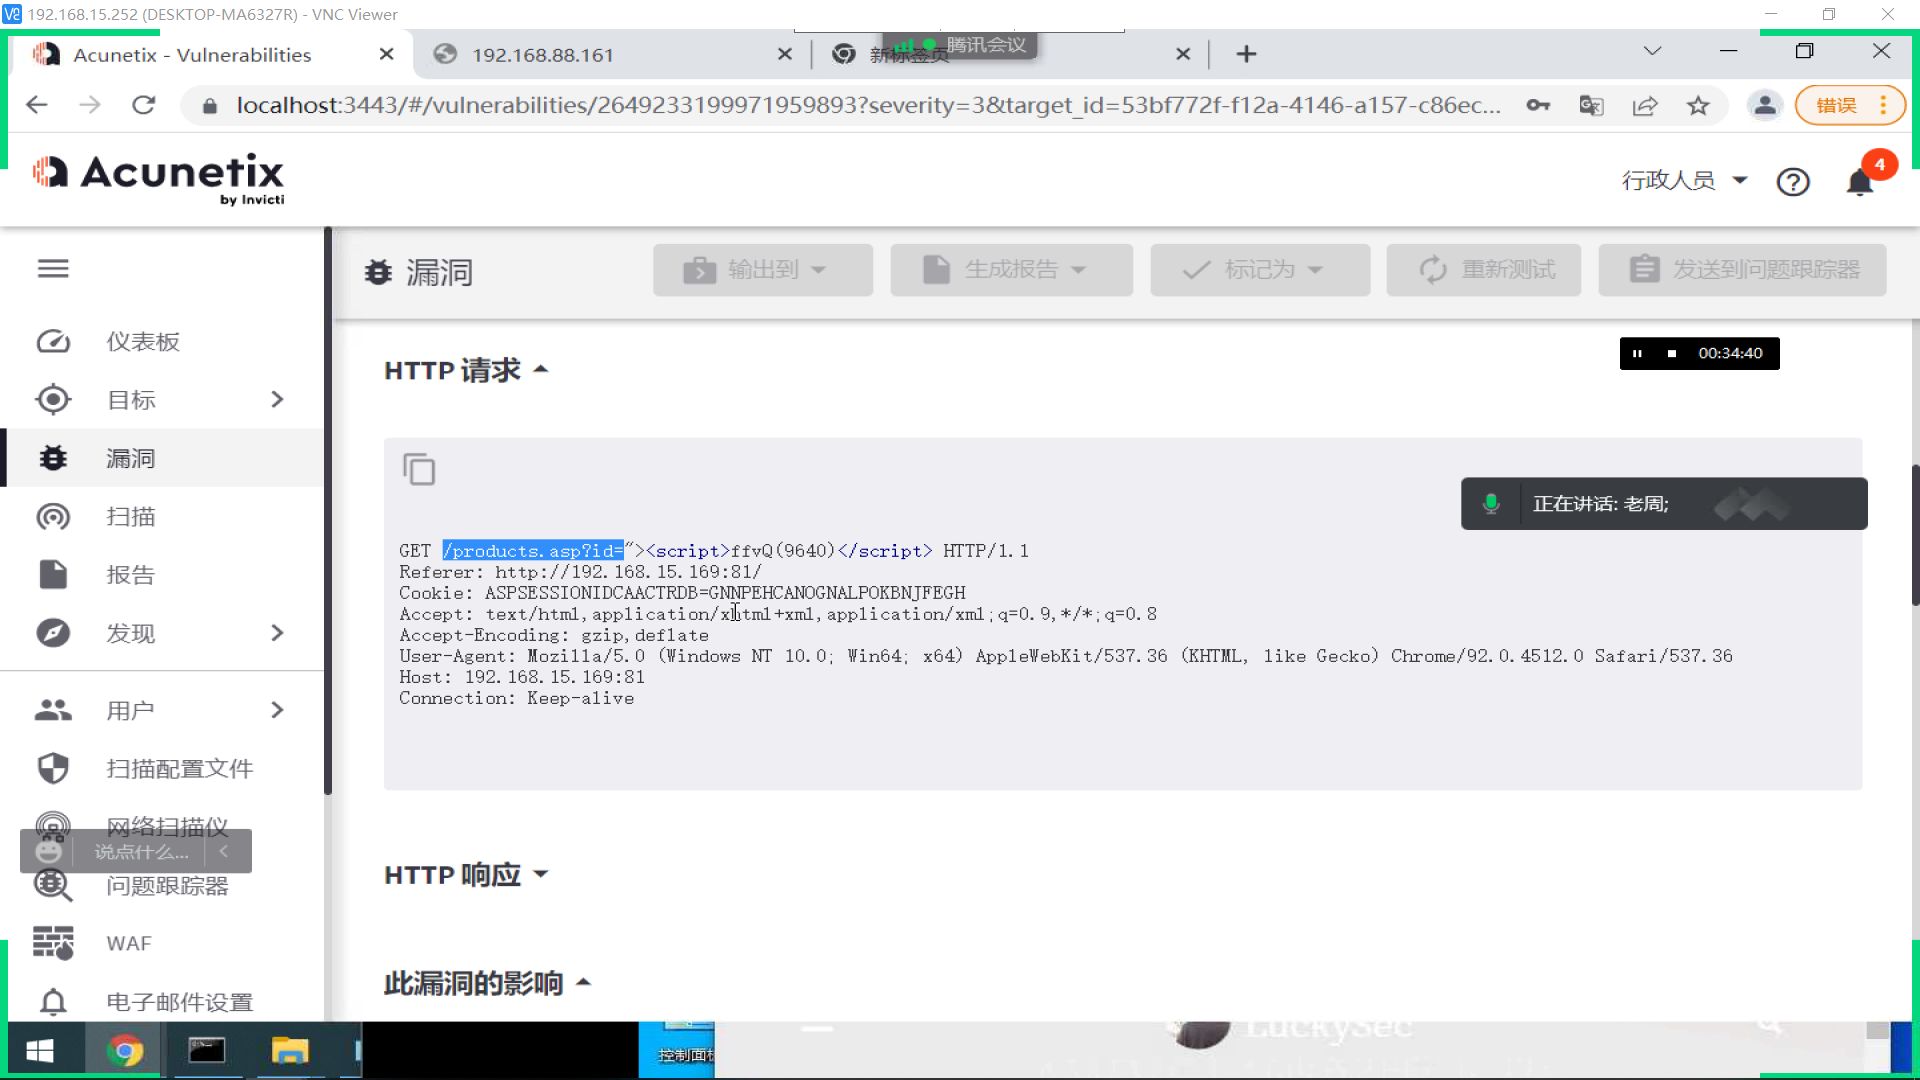 192.168.15.252 (DESKTOP-MA6327R) - VNC Viewer
Acunetix - Vulnerabilities
192.168.88.161
新标签页
腾讯会议
localhost:3443/#/vulnerabilities/2649233199971959893?severity=3&target_id=53bf772f-f12a-4146-a157-c86ec...
错误
Acunetix
by Invicti
行政人员
4
漏洞
输出到
生成报告
标记为
重新测试
发送到问题跟踪器
仪表板
目标
漏洞
扫描
报告
发现
用户
扫描配置文件
网络扫描仪
说点什么...
问题跟踪器
WAF
电子邮件设置
HTTP 请求
00:34:40
正在讲话: 老周;
GET /products.asp?id="><script>ffvQ(9640)</script> HTTP/1.1
Referer: http://192.168.15.169:81/
Cookie: ASPSESSIONIDCAACTRDB=GNNPEHCANOGNALPOKBNJFEGH
Accept: text/html,application/xhtml+xml,application/xml;q=0.9,*/*;q=0.8
Accept-Encoding: gzip,deflate
User-Agent: Mozilla/5.0 (Windows NT 10.0; Win64; x64) AppleWebKit/537.36 (KHTML, like Gecko) Chrome/92.0.4512.0 Safari/537.36
Host: 192.168.15.169:81
Connection: Keep-alive
HTTP 响应
此漏洞的影响
控制面板
LuckySec